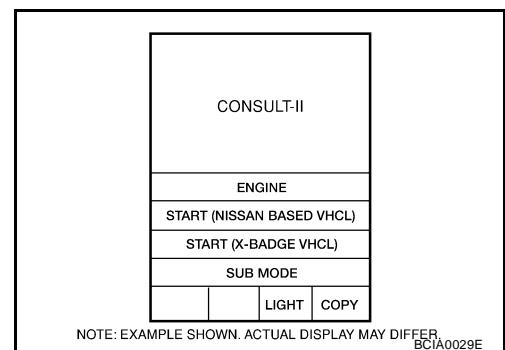 CONSULT-II
ENGINE
START (NISSAN BASED VHCL)
START (X-BADGE VHCL)
SUB MODE
LIGHT COPY
NOTE: EXAMPLE SHOWN. ACTUAL DISPLAY MAY DIFFER.
BCIA0029E